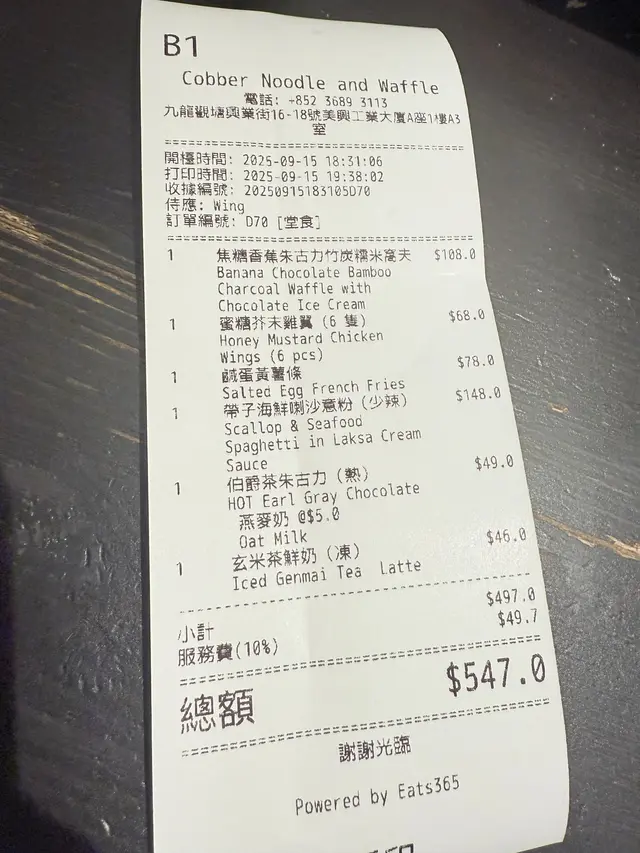 B1
Cobber Noodle and Waffle
電話: +852 3689 3113
九龍觀塘興業街16-18號美興工業大廈A座1樓A3
室
開檯時間: 2025-09-15 18:31:06
打印時間: 2025-09-15 19:38:02
收據編號: 20250915183105D70
侍應: Wing
訂單編號: D70 [堂食]
1 焦糖香蕉朱古力竹炭糯米窩夫 $108.0
Banana Chocolate Bamboo
Charcoal Waffle with
Chocolate Ice Cream
1 蜜糖芥末雞翼 (6 隻) $68.0
Honey Mustard Chicken
Wings (6 pcs)
1 鹹蛋黃薯條 $78.0
Salted Egg French Fries
1 帶子海鮮喇沙意粉 (少辣) $148.0
Scallop & Seafood
Spaghetti in Laksa Cream
Sauce
1 伯爵茶朱古力 (熱) $49.0
HOT Earl Gray Chocolate
燕麥奶 @$5.0
Oat Milk
1 玄米茶鮮奶 (凍) $46.0
Iced Genmai Tea Latte
小計 $497.0
服務費(10%) $49.7
總額 $547.0
謝謝光臨
Powered by Eats365